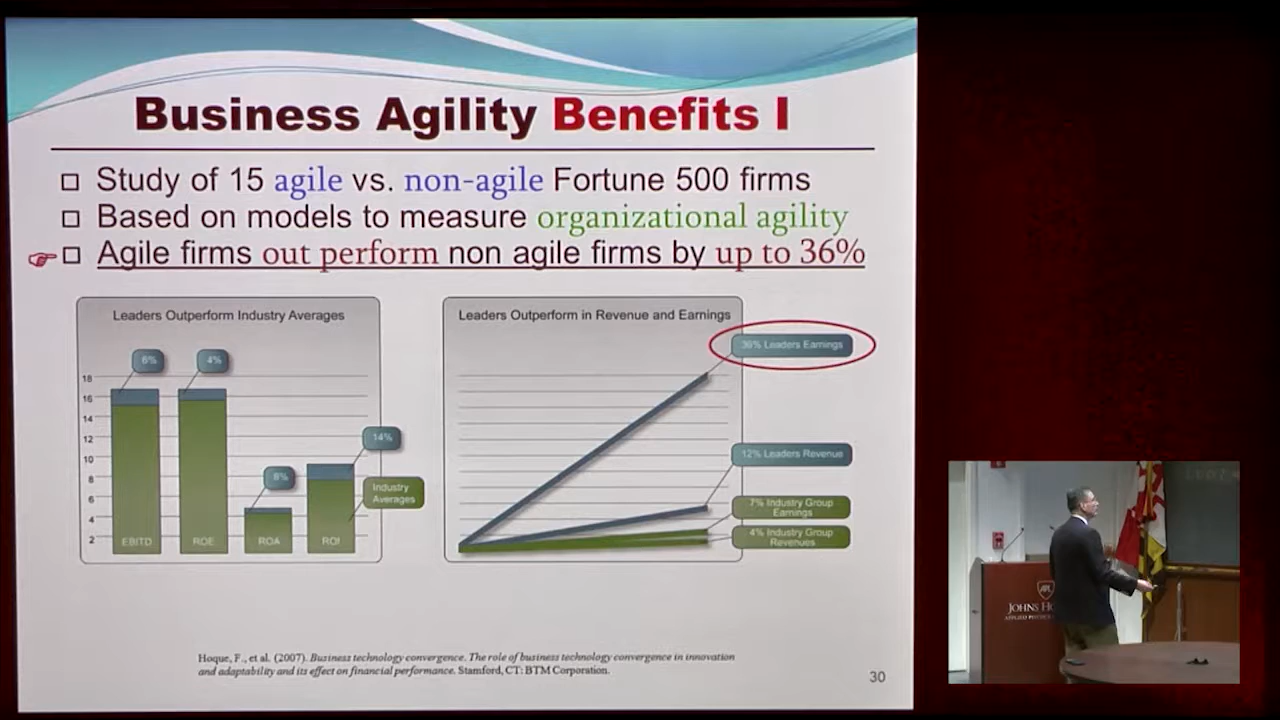 Business Agility Benefits I
Study of 15 agile vs. non-agile Fortune 500 firms
Based on models to measure organizational agility
Agile firms out perform non agile firms by up to 36%
Leaders Outperform Industry Averages
6%
4%
18
16
14
12
10
8
6
4
2
14%
8%
Industry
Averages
EBITD
ROE
ROA
ROI
Leaders Outperform in Revenue and Earnings
36% Leaders Earnings
12% Leaders Revenue
7% Industry Group
Earnings
4% Industry Group
Revenues
Hoque, F., et al. (2007). Business technology convergence. The role of business technology convergence in innovation
and adaptability and its effect on financial performance. Stamford, CT: BTM Corporation.
30
APL
JOHNS